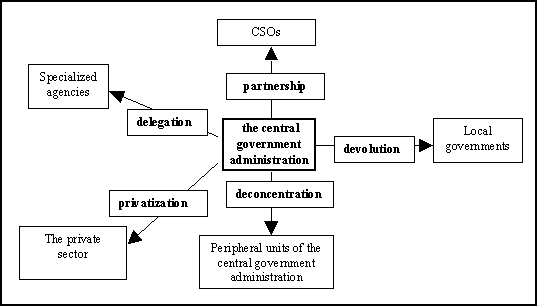 CSOs
Specialized
agencies
partnership
delegation
the central
government
administration
devolution
Local
governments
privatization
deconcentration
The private
sector
Peripheral units of the
central government
administration